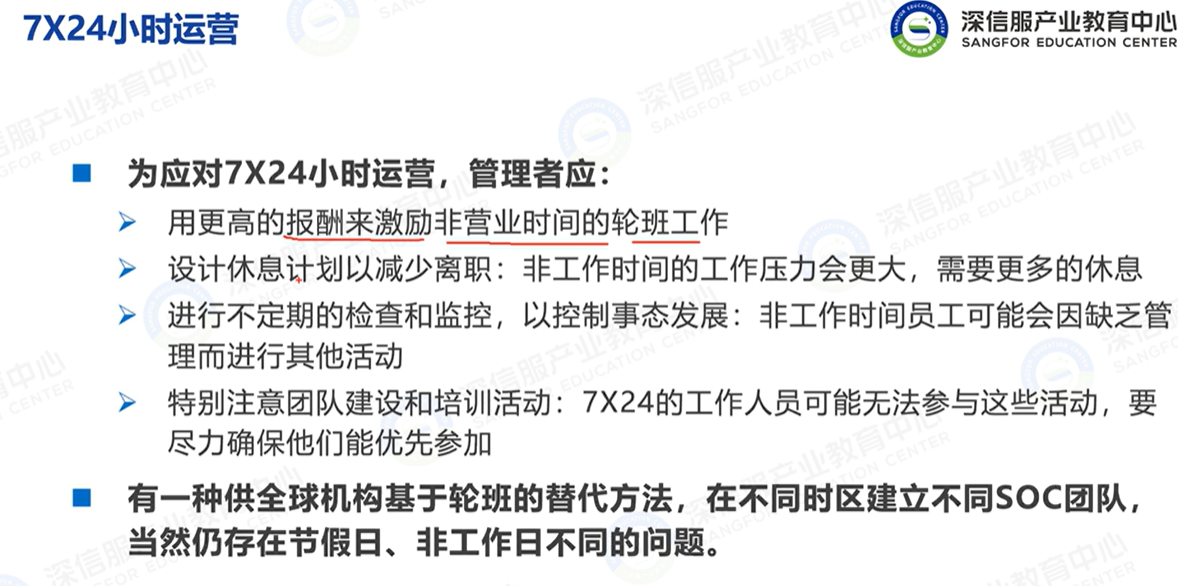 7X24小时运营
深信服产业教育中心
SANGFOR EDUCATION CENTER
为应对7X24小时运营，管理者应：
用更高的报酬来激励非营业时间的轮班工作
设计休息计划以减少离职：非工作时间的工作压力会更大，需要更多的休息
进行不定期的检查和监控，以控制事态发展：非工作时间员工可能会因缺乏管
理而进行其他活动
特别注意团队建设和培训活动：7X24的工作人员可能无法参与这些活动，要
尽力确保他们能优先参加
有一种供全球机构基于轮班的替代方法，在不同时区建立不同SOC团队，
当然仍存在节假日、非工作日不同的问题。